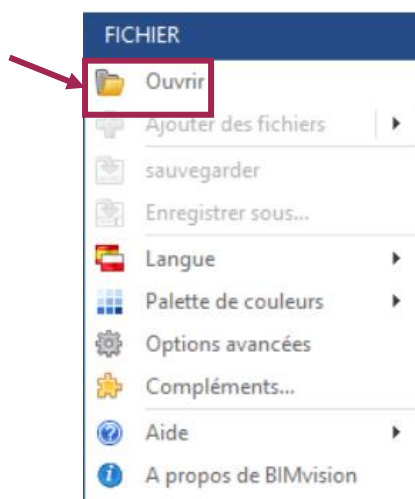 FICHIER
Ouvrir
Ajouter des fichiers
sauvegarder
Enregistrer sous...
Langue
Palette de couleurs
Options avancées
Compléments...
Aide
A propos de BIMvision